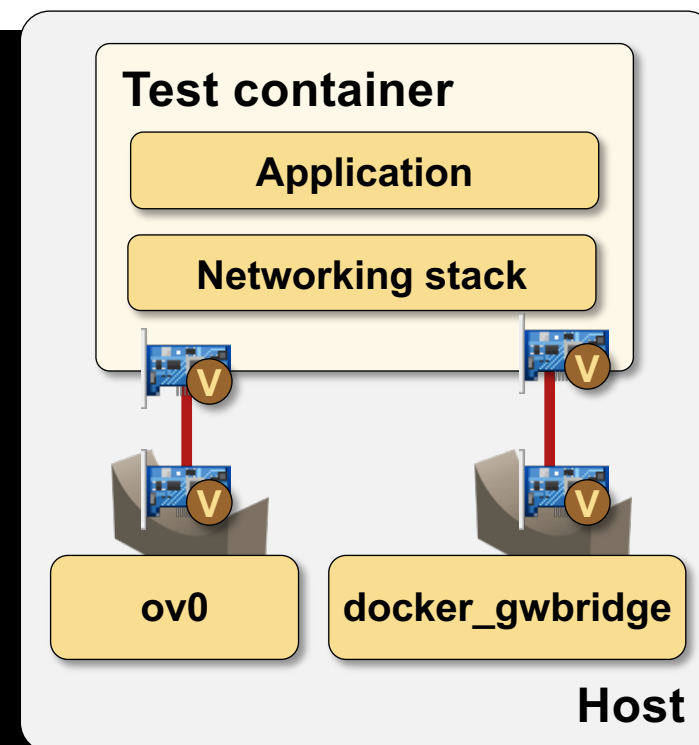 Test container
Application
Networking stack
V V
V V
ov0 docker_gwbridge
Host